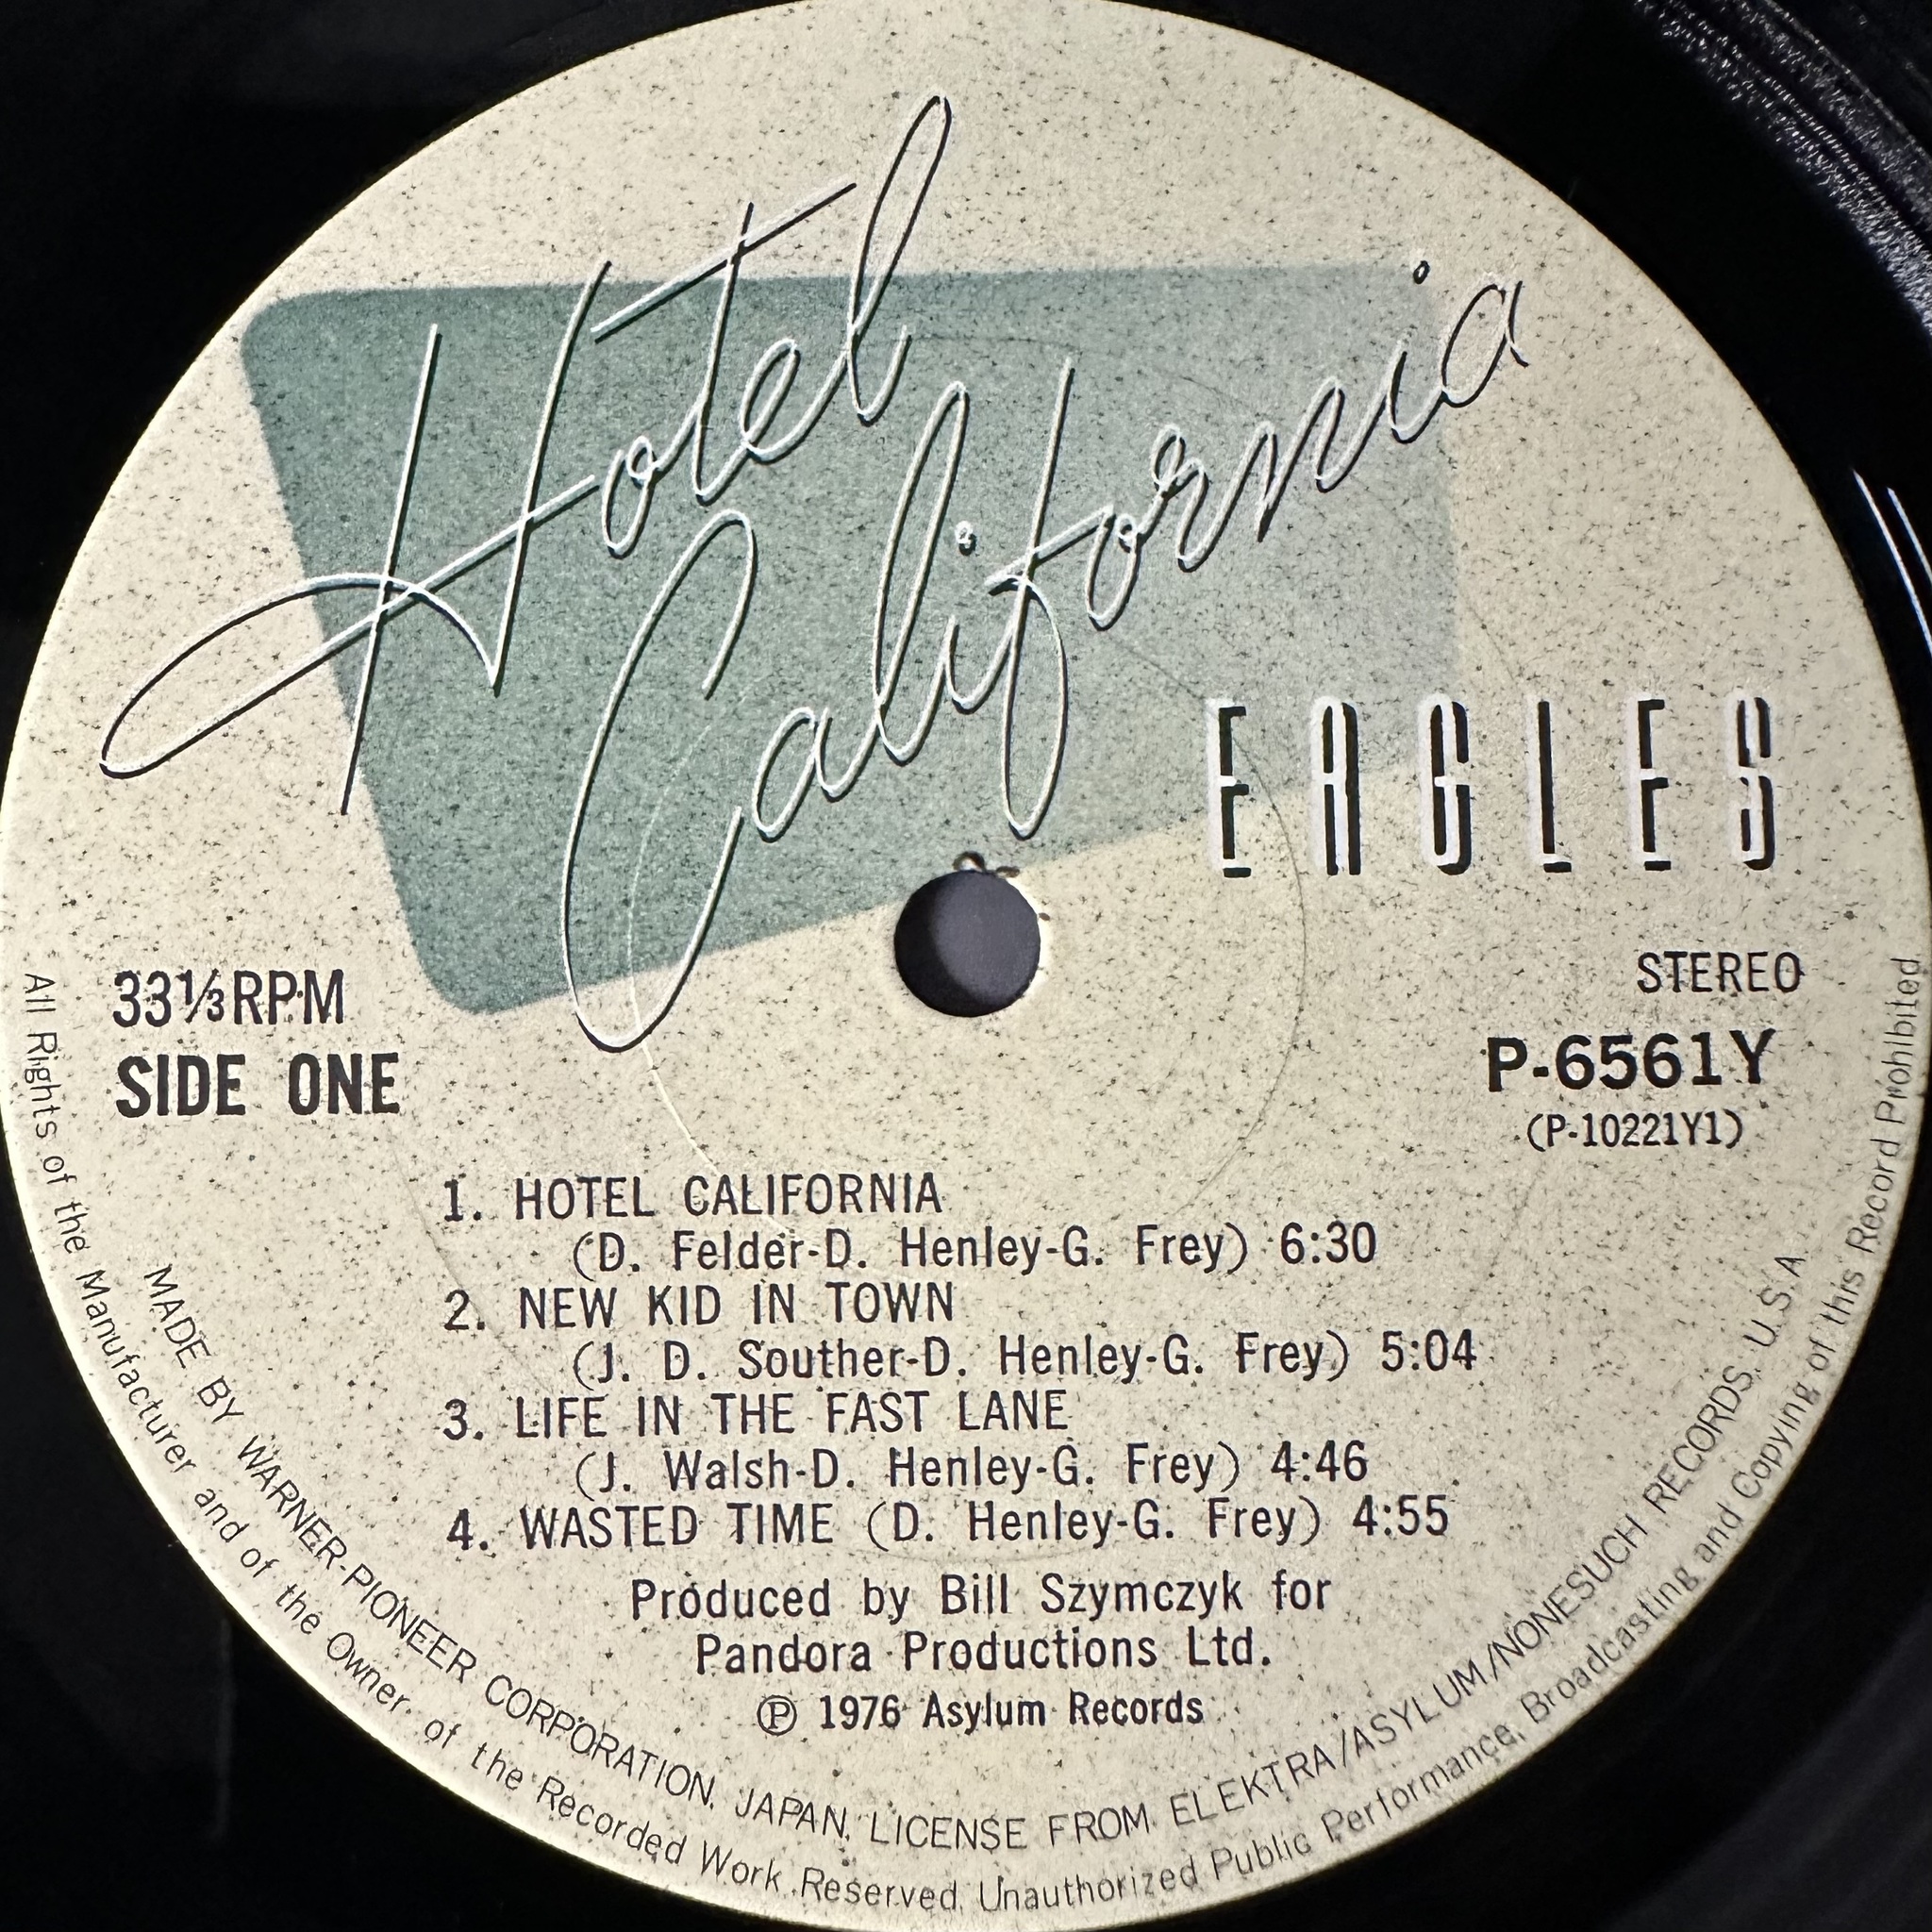 Hotel
California
EAGLES
33⅓RPM
SIDE ONE
STEREO
P-6561Y
(P-10221Y1)
1. HOTEL CALIFORNIA
(D. Felder-D. Henley-G. Frey) 6:30
2. NEW KID IN TOWN
(J. D. Souther-D. Henley-G. Frey) 5:04
3. LIFE IN THE FAST LANE
(J. Walsh-D. Henley-G. Frey) 4:46
4. WASTED TIME (D. Henley-G. Frey) 4:55
Produced by Bill Szymczyk for
Pandora Productions Ltd.
℗ 1976 Asylum Records
MADE BY WARNER-PIONEER CORPORATION. JAPAN. LICENSE FROM ELEKTRA/ASYLUM/NONESUCH RECORDS. U.S.A.
All Rights of the Manufacturer and of the Owner of the Recorded Work Reserved. Unauthorized Public Performance, Broadcasting and Copying of this Record Prohibited